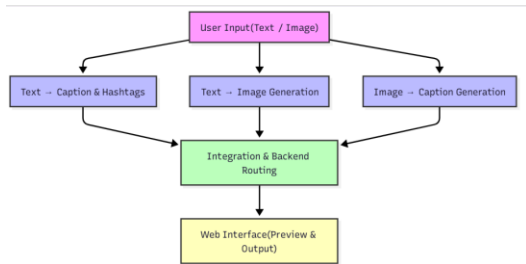 User Input(Text / Image)
Text → Caption & Hashtags
Text → Image Generation
Image → Caption Generation
Integration & Backend
Routing
Web Interface(Preview &
Output)